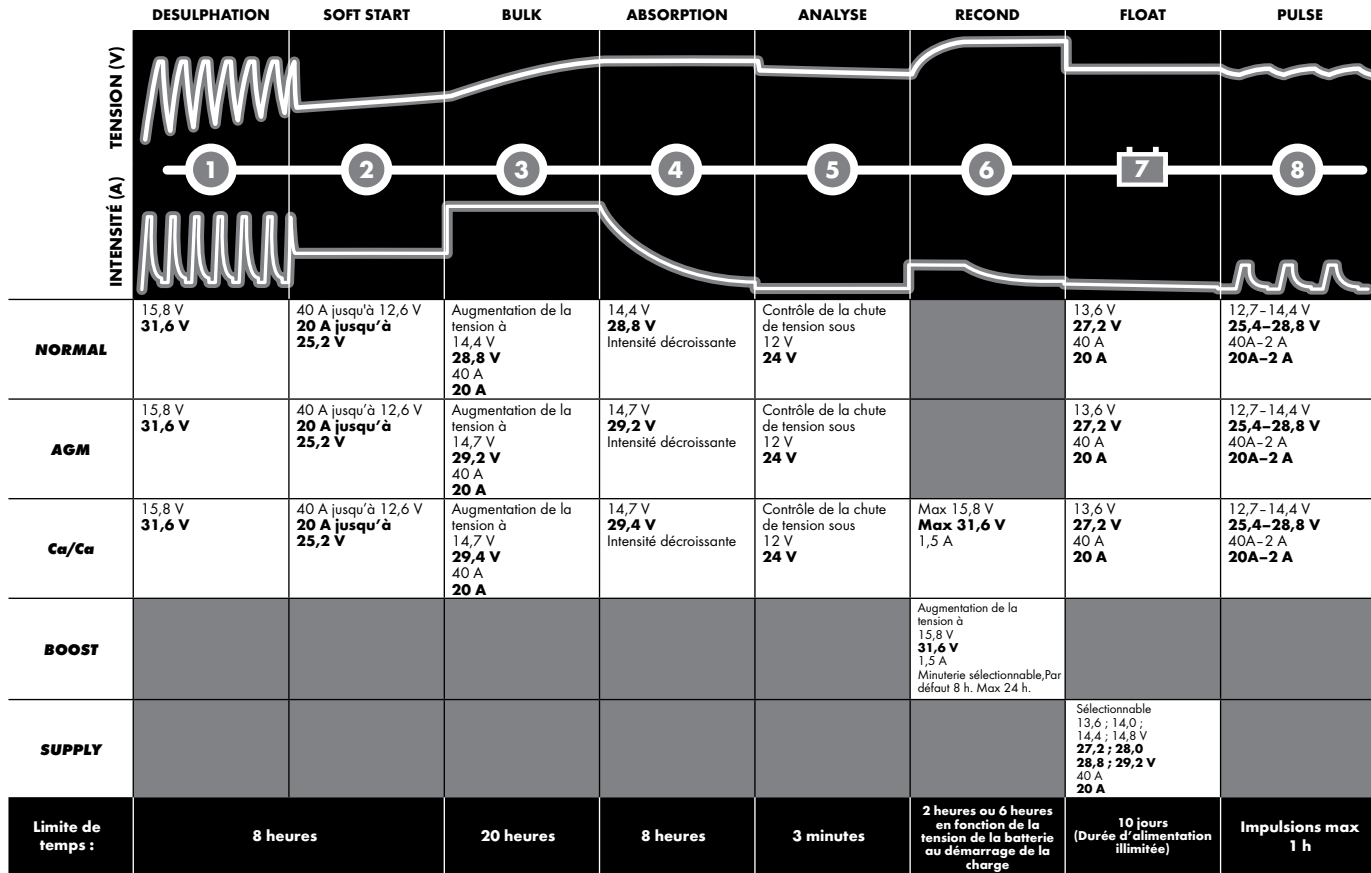 DESULPHATION SOFT START BULK ABSORPTION ANALYSE RECOND FLOAT PULSE
TENSION (V)
INTENSITÉ (A)
1 2 3 4 5 6 7 8
NORMAL
15,8 V
31,6 V
40 A jusqu'à 12,6 V
20 A jusqu’à
25,2 V
Augmentation de la
tension à
14,4 V
28,8 V
40 A
20 A
14,4 V
28,8 V
Intensité décroissante
Contrôle de la chute
de tension sous
12 V
24 V
13,6 V
27,2 V
40 A
20 A
12,7–14,4 V
25,4–28,8 V
40A–2 A
20A–2 A
AGM
15,8 V
31,6 V
40 A jusqu’à 12,6 V
20 A jusqu’à
25,2 V
Augmentation de la
tension à
14,7 V
29,2 V
40 A
20 A
14,7 V
29,2 V
Intensité décroissante
Contrôle de la chute
de tension sous
12 V
24 V
13,6 V
27,2 V
40 A
20 A
12,7–14,4 V
25,4–28,8 V
40A–2 A
20A–2 A
Ca/Ca
15,8 V
31,6 V
40 A jusqu’à 12,6 V
20 A jusqu’à
25,2 V
Augmentation de la
tension à
14,7 V
29,4 V
40 A
20 A
14,7 V
29,4 V
Intensité décroissante
Contrôle de la chute
de tension sous
12 V
24 V
Max 15,8 V
Max 31,6 V
1,5 A
13,6 V
27,2 V
40 A
20 A
12,7–14,4 V
25,4–28,8 V
40A–2 A
20A–2 A
BOOST
Augmentation de la
tension à
15,8 V
31,6 V
1,5 A
Minuterie sélectionnable,Par
défaut 8 h. Max 24 h.
SUPPLY
Sélectionnable
13,6 ; 14,0 ;
14,4 ; 14,8 V
27,2 ; 28,0
28,8 ; 29,2 V
40 A
20 A
Limite de
temps :
8 heures
20 heures
8 heures
3 minutes
2 heures ou 6 heures
en fonction de la
tension de la batterie
au démarrage de la
charge
10 jours
(Durée d’alimentation
illimitée)
Impulsions max
1 h